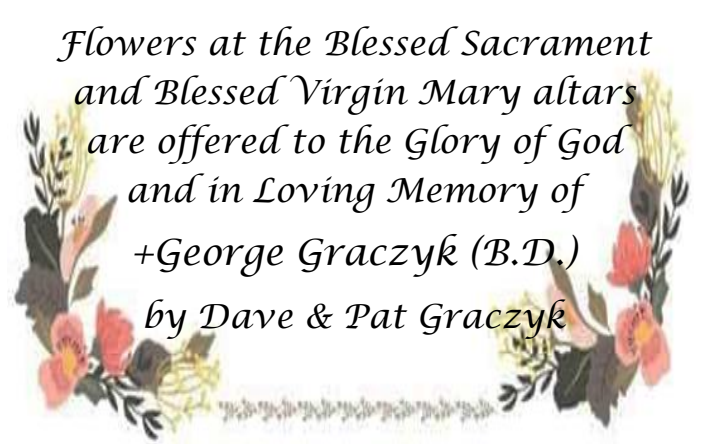 Flowers at the Blessed Sacrament
and Blessed Virgin Mary altars
are offered to the Glory of God
and in Loving Memory of
+George Graczyk (B.D.)
by Dave & Pat Graczyk